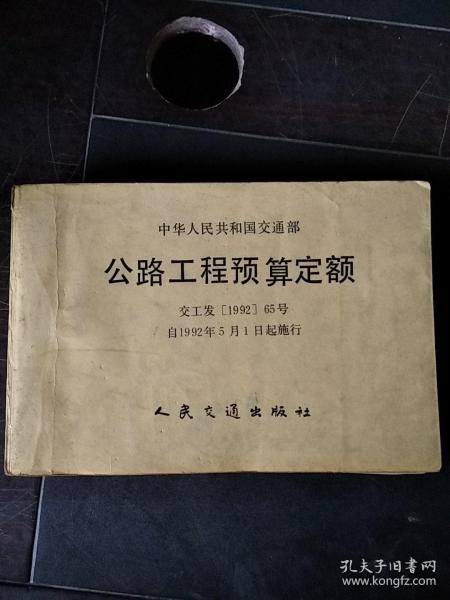 中华人民共和国交通部
公路工程预算定额
交工发〔1992〕65号
自1992年5月1日起施行
人民交通出版社
孔夫子旧书网
www.kongfz.com